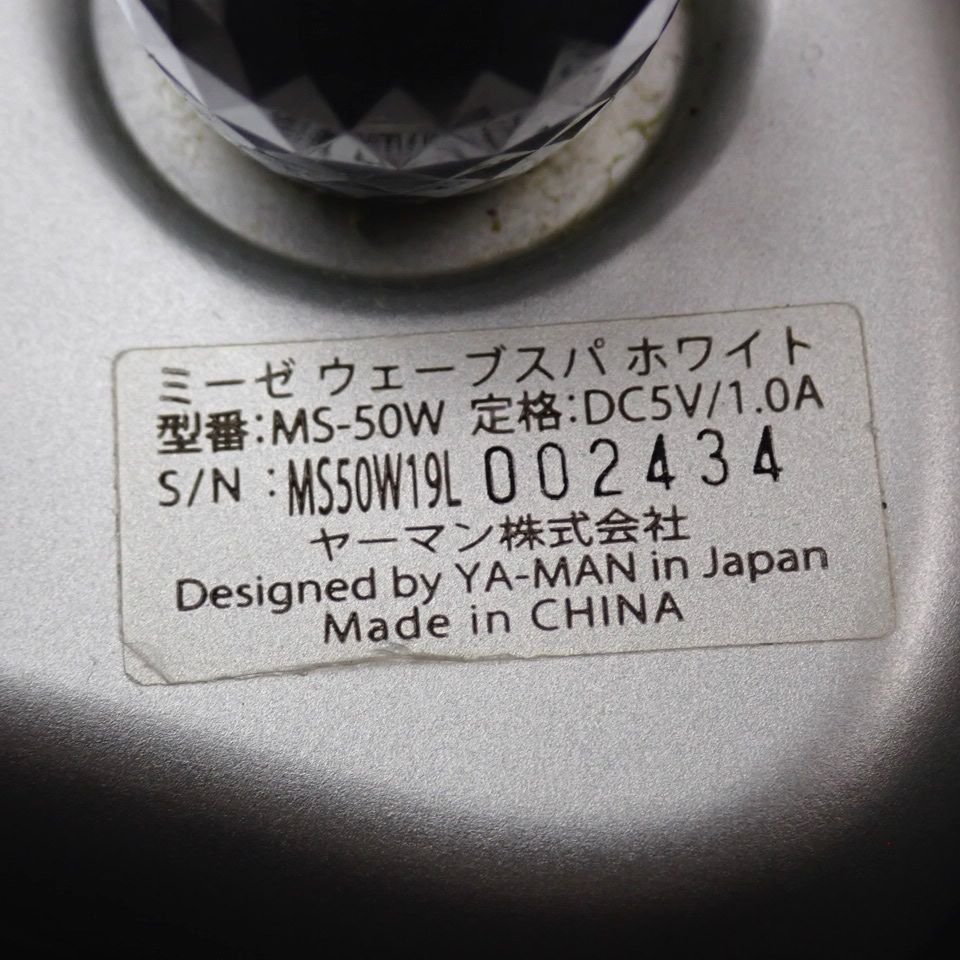 ミーゼ ウェーブスパ ホワイト
型番:MS-50W 定格:DC5V/1.0A
S/N :MS50W19L 002434
ヤーマン株式会社
Designed by YA-MAN in Japan
Made in CHINA